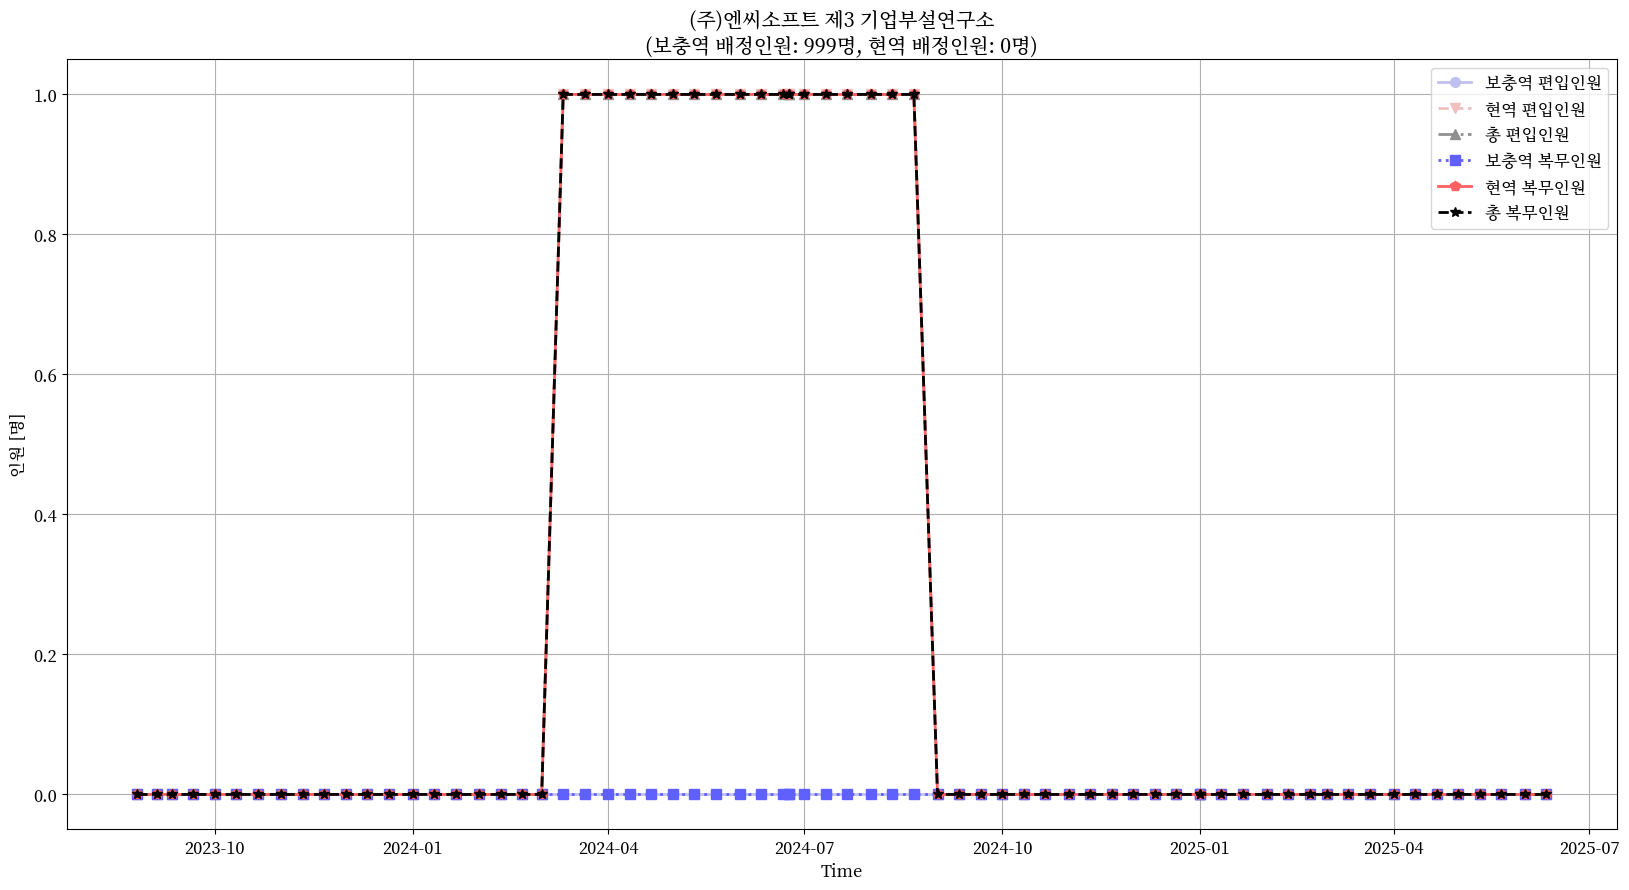 (주)엔씨소프트 제3 기업부설연구소
(보충역 배정인원: 999명, 현역 배정인원: 0명)
보충역 편입인원
현역 편입인원
총 편입인원
보충역 복무인원
현역 복무인원
총 복무인원
1.0
0.8
0.6
0.4
0.2
0.0
인원 [명]
2023-10
2024-01
2024-04
2024-07
2024-10
2025-01
2025-04
2025-07
Time